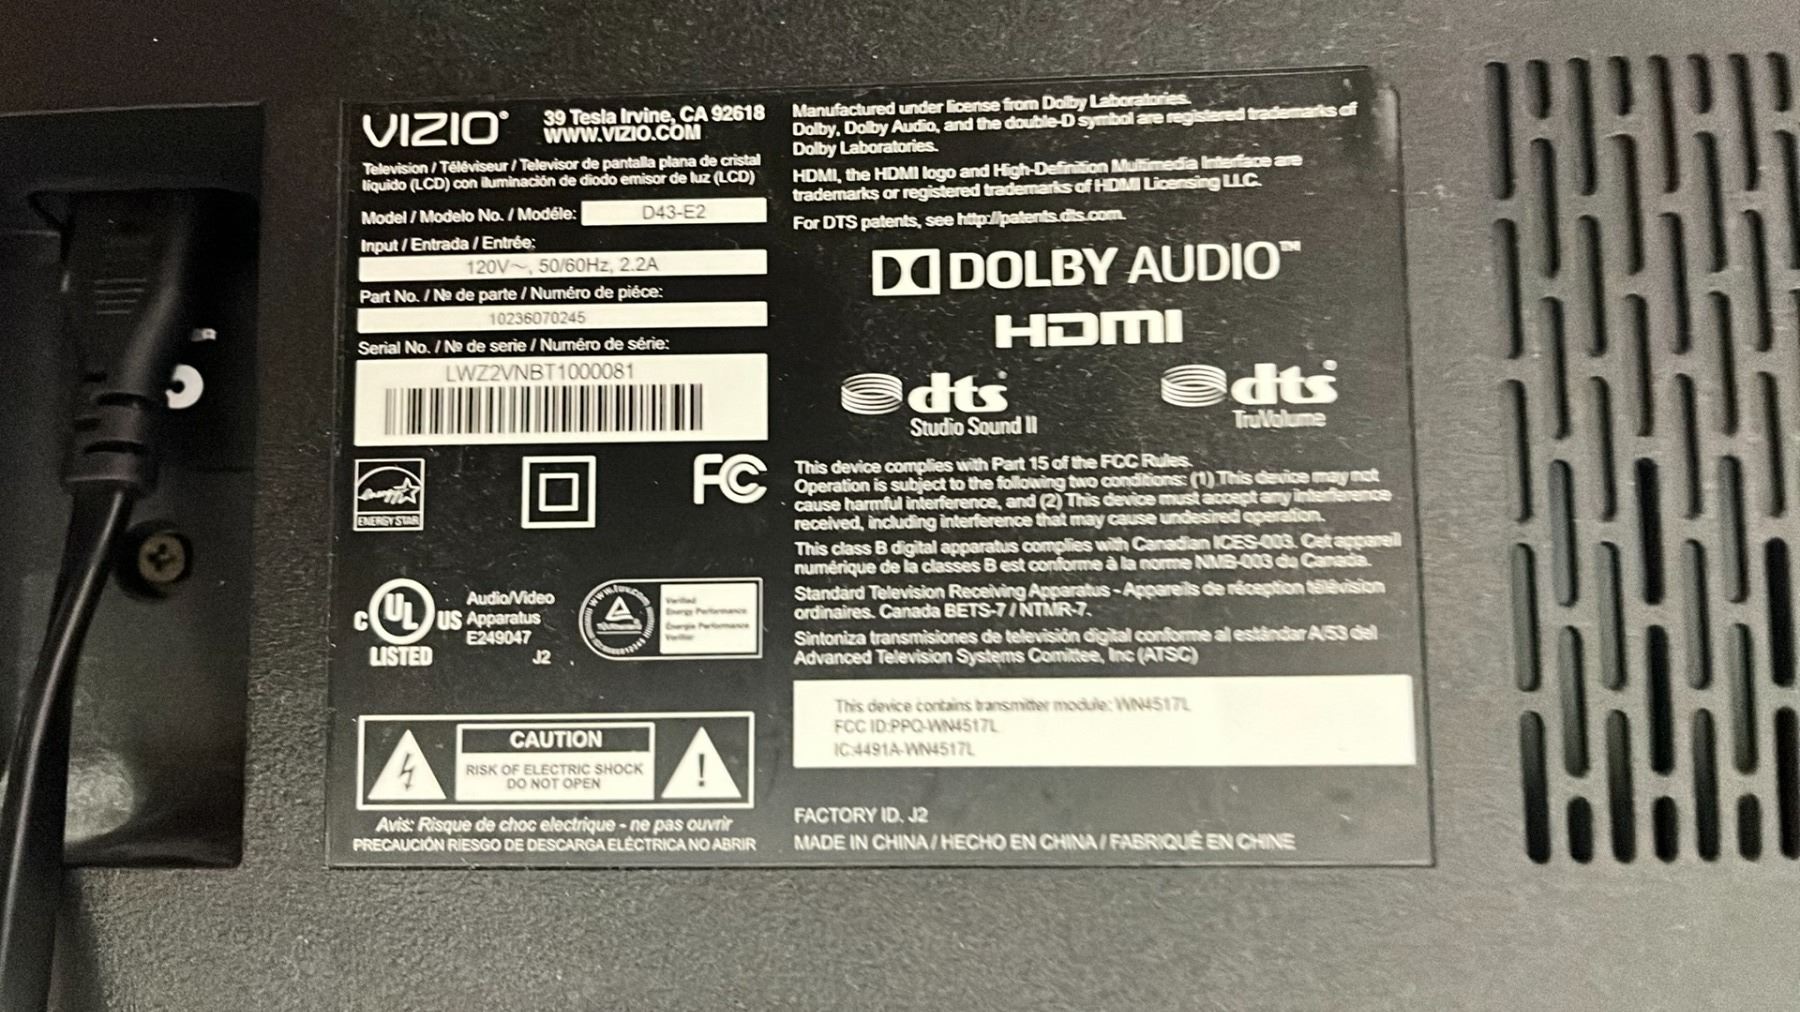 VIZIO®
39 Tesla Irvine, CA 92618
WWW.VIZIO.COM
Television / Téléviseur / Televisor de pantalla plana de cristal
líquido (LCD) con iluminación de diodo emisor de luz (LCD)
Model / Modelo No. / Modéle: D43-E2
Input / Entrada / Entrée:
120V～, 50/60Hz, 2.2A
Part No. / № de parte / Numéro de piéce:
10236070245
Serial No. / № de serie / Numéro de série:
LWZ2VNBT1000081
energy
ENERGY STAR
FC
C UL US LISTED
Audio/Video
Apparatus
E249047
J2
www.tuv.com
Verified
Energy Performance
Energie Performance
CAUTION
RISK OF ELECTRIC SHOCK
DO NOT OPEN
Avis: Risque de choc electrique - ne pas ouvrir
PRECAUCIÓN RIESGO DE DESCARGA ELÉCTRICA NO ABRIR
Manufactured under license from Dolby Laboratories.
Dolby, Dolby Audio, and the double-D symbol are registered trademarks of
Dolby Laboratories.
HDMI, the HDMI logo and High-Definition Multimedia Interface are
trademarks or registered trademarks of HDMI Licensing LLC.
For DTS patents, see http://patents.dts.com.
DOLBY AUDIO™
HDMI
dts
Studio Sound II
dts
TruVolume
This device complies with Part 15 of the FCC Rules.
Operation is subject to the following two conditions: (1) This device may not
cause harmful interference, and (2) This device must accept any interference
received, including interference that may cause undesired operation.
This class B digital apparatus complies with Canadian ICES-003. Cet appareil
numérique de la classes B est conforme à la norme NMB-003 du Canada.
Standard Television Receiving Apparatus - Appareils de réception télévision
ordinaires. Canada BETS-7 / NTMR-7.
Sintoniza transmisiones de televisión digital conforme al estándar A/53 del
Advanced Television Systems Comittee, Inc (ATSC)
This device contains transmitter module: WN4517L
FCC ID:PPQ-WN4517L
IC:4491A-WN4517L
FACTORY ID. J2
MADE IN CHINA / HECHO EN CHINA / FABRIQUÉ EN CHINE